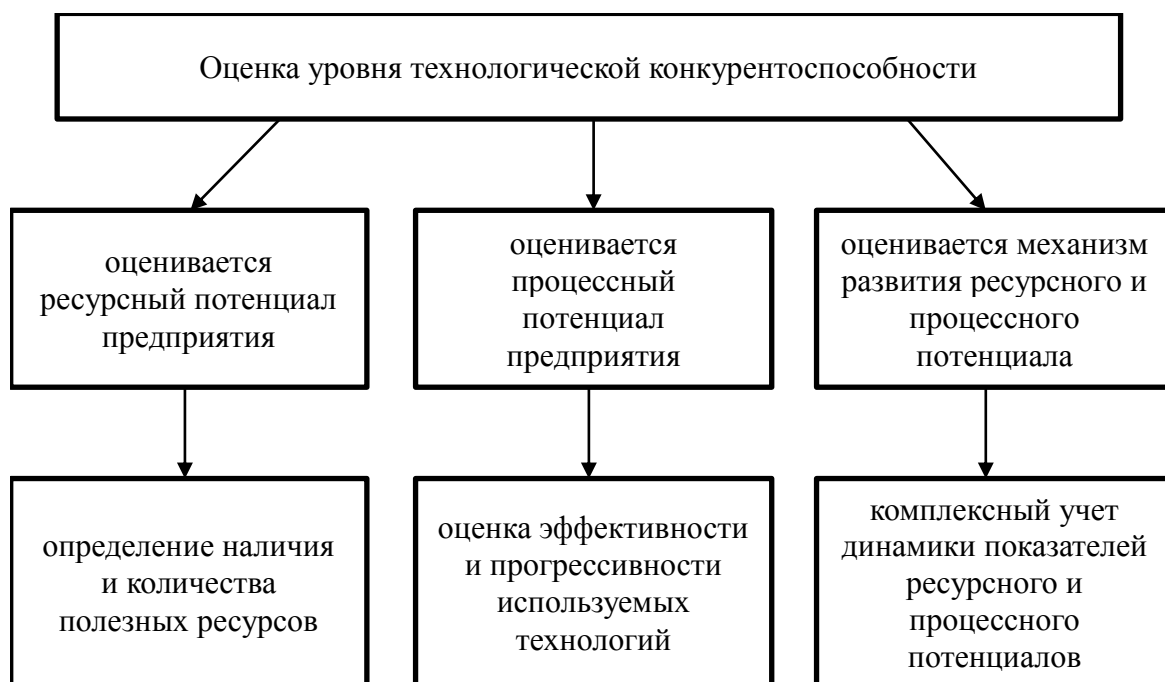 Оценка уровня технологической конкурентоспособности
оценивается
ресурсный потенциал
предприятия
оценивается
процессный
потенциал
предприятия
оценивается механизм
развития ресурсного и
процессного
потенциала
определение наличия
и количества
полезных ресурсов
оценка эффективности
и прогрессивности
используемых
технологий
комплексный учет
динамики показателей
ресурсного и
процессного
потенциалов